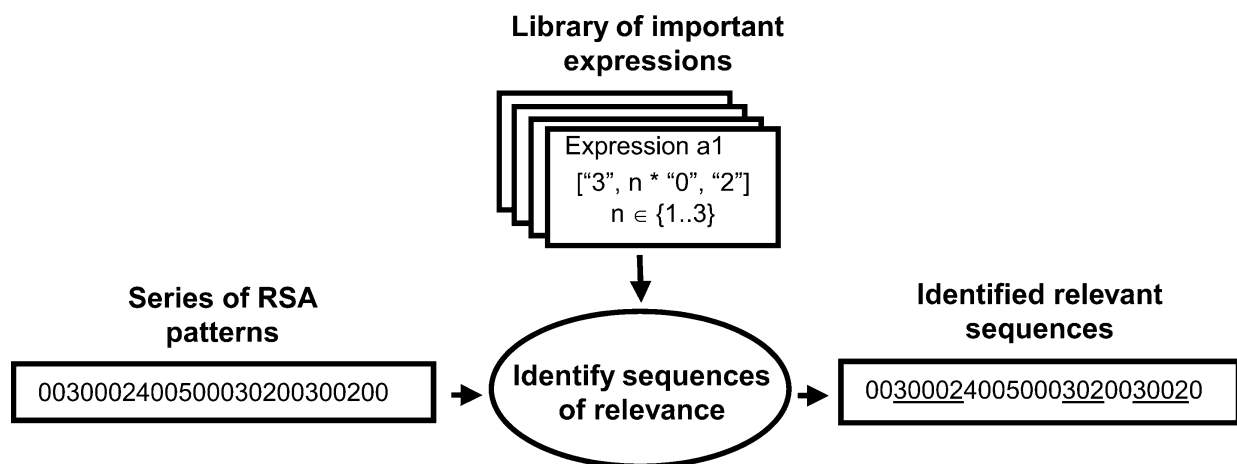 Library of important
expressions
Expression a1
[“3”, n * “0”, “2”]
n ∈ {1..3}
Series of RSA
patterns
0030002400500030200300200
Identify sequences
of relevance
Identified relevant
sequences
003000240050003020030020